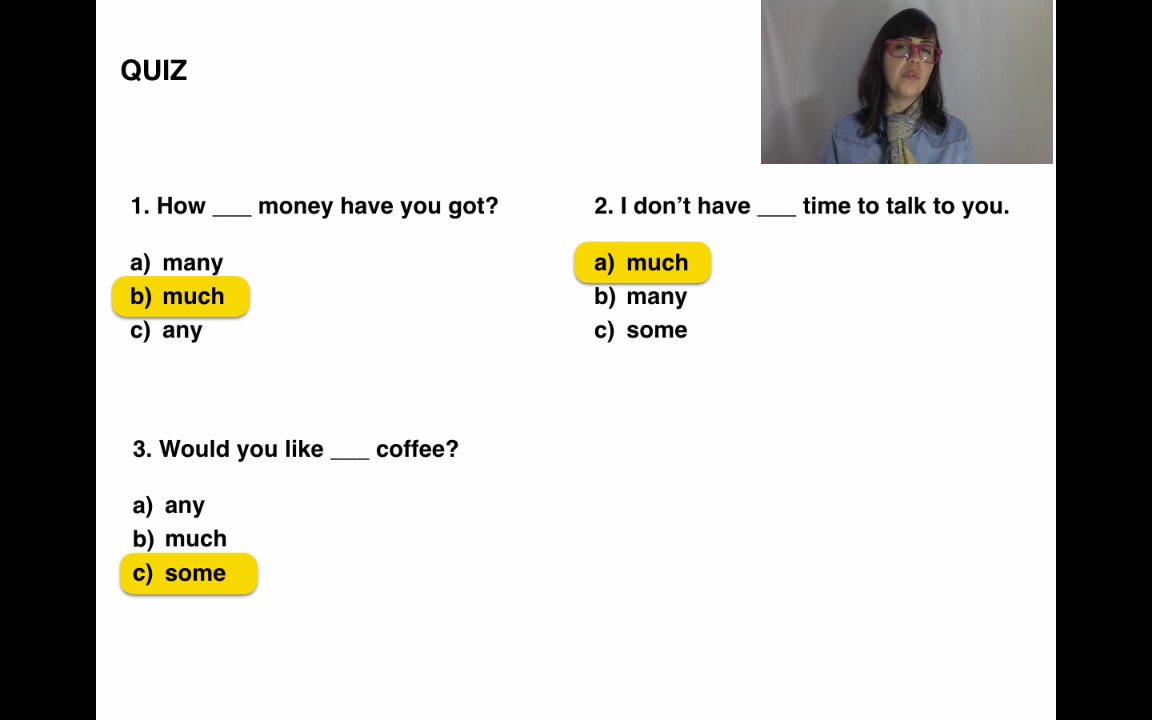 QUIZ
1. How ___ money have you got?
a) many
b) much
c) any
2. I don’t have ___ time to talk to you.
a) much
b) many
c) some
3. Would you like ___ coffee?
a) any
b) much
c) some